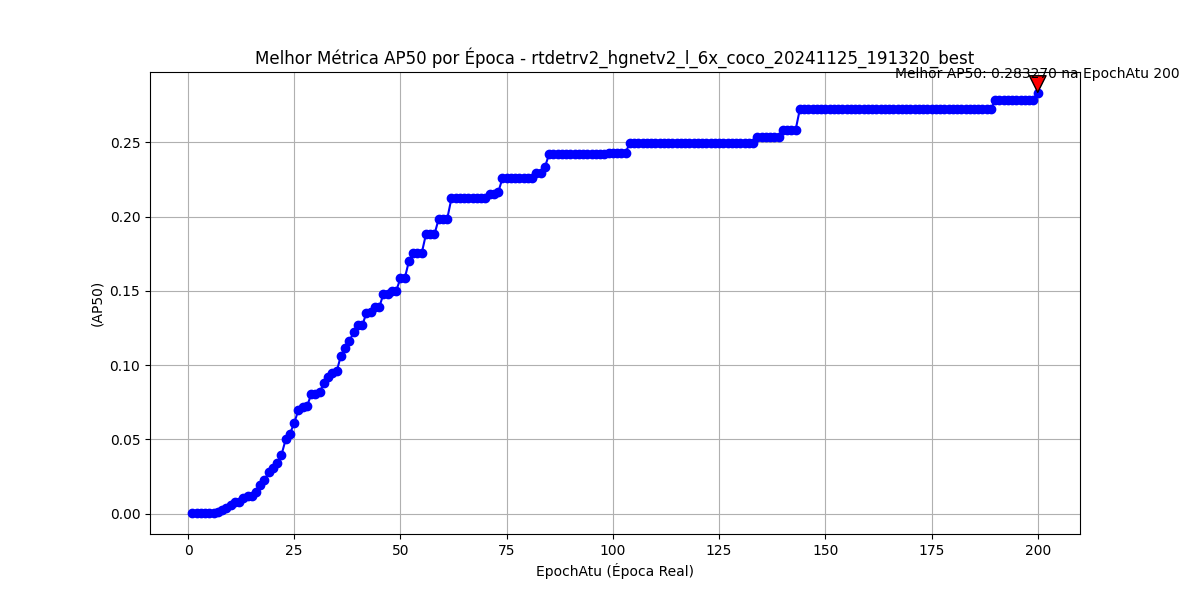 Melhor Métrica AP50 por Época - rtdetrv2_hgnetv2_l_6x_coco_20241125_191320_best
Melhor AP50: 0.283270 na EpochAtu 200
0.25
0.20
0.15
0.10
0.05
0.00
(AP50)
0 25 50 75 100 125 150 175 200
EpochAtu (Época Real)